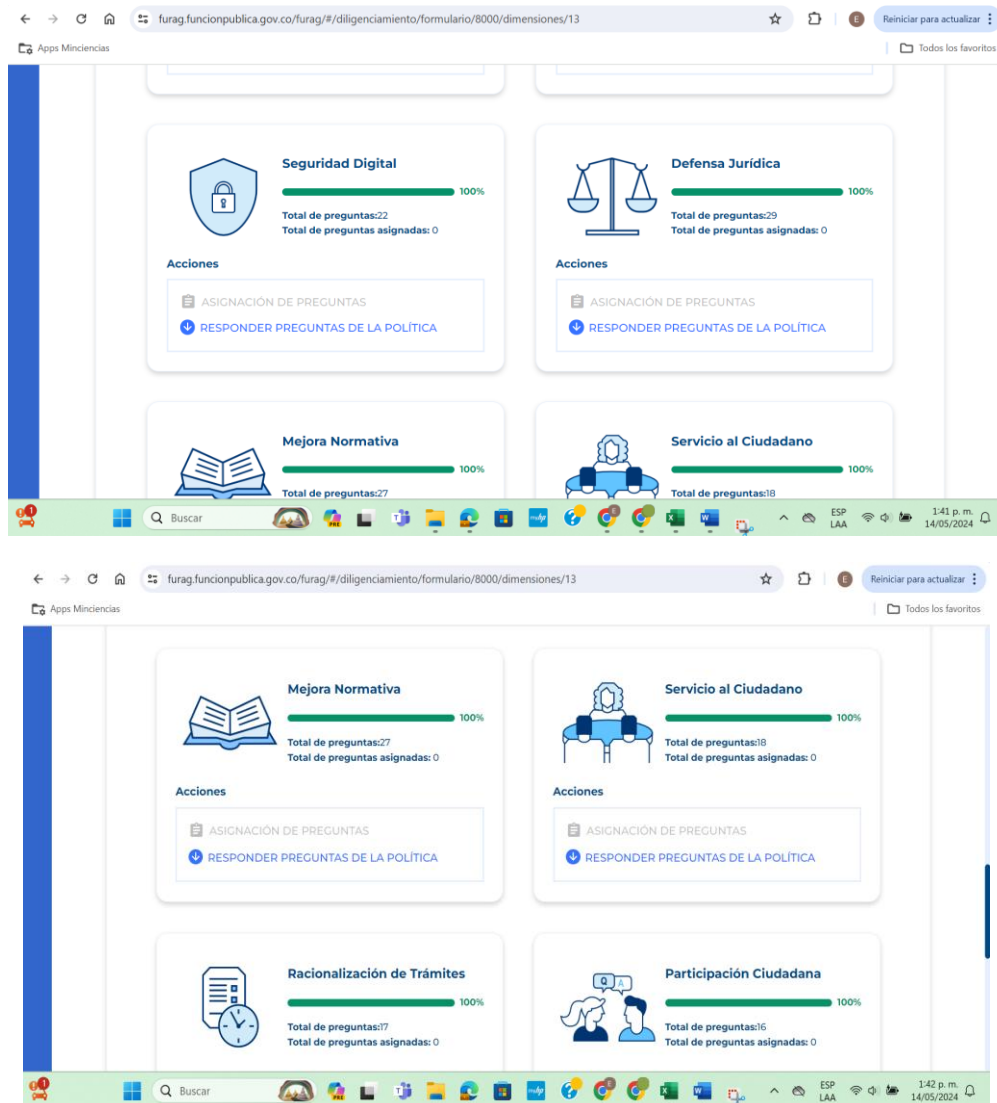 furag.funcionpublica.gov.co/furag/#/diligenciamiento/formulario/8000/dimensiones/13
E
Reiniciar para actualizar
Apps Minciencias
Todos los favoritos
Seguridad Digital
100%
Total de preguntas:22
Total de preguntas asignadas: 0
Acciones
ASIGNACIÓN DE PREGUNTAS
RESPONDER PREGUNTAS DE LA POLÍTICA
Defensa Jurídica
100%
Total de preguntas:29
Total de preguntas asignadas: 0
Acciones
ASIGNACIÓN DE PREGUNTAS
RESPONDER PREGUNTAS DE LA POLÍTICA
Mejora Normativa
100%
Total de preguntas:27
Servicio al Ciudadano
100%
Total de preguntas:18
Buscar
ESP
LAA
1:41 p. m.
14/05/2024
furag.funcionpublica.gov.co/furag/#/diligenciamiento/formulario/8000/dimensiones/13
E
Reiniciar para actualizar
Apps Minciencias
Todos los favoritos
Mejora Normativa
100%
Total de preguntas:27
Total de preguntas asignadas: 0
Acciones
ASIGNACIÓN DE PREGUNTAS
RESPONDER PREGUNTAS DE LA POLÍTICA
Servicio al Ciudadano
100%
Total de preguntas:18
Total de preguntas asignadas: 0
Acciones
ASIGNACIÓN DE PREGUNTAS
RESPONDER PREGUNTAS DE LA POLÍTICA
Racionalización de Trámites
100%
Total de preguntas:17
Total de preguntas asignadas: 0
Q A
Participación Ciudadana
100%
Total de preguntas:16
Total de preguntas asignadas: 0
Buscar
ESP
LAA
1:42 p. m.
14/05/2024